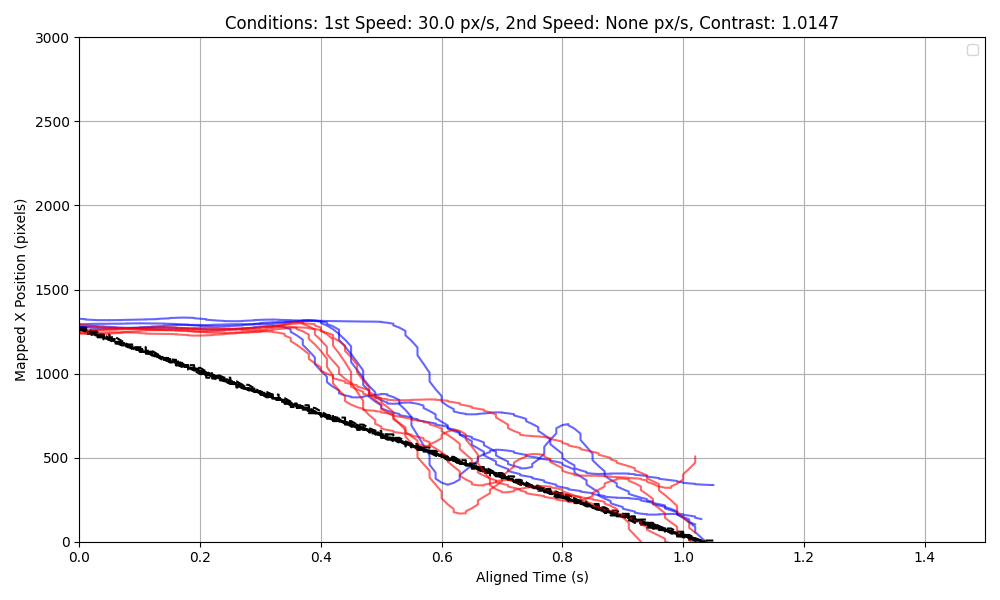 Conditions: 1st Speed: 30.0 px/s, 2nd Speed: None px/s, Contrast: 1.0147
Mapped X Position (pixels)
3000
2500
2000
1500
1000
500
0
0.0 0.2 0.4 0.6 0.8 1.0 1.2 1.4
Aligned Time (s)